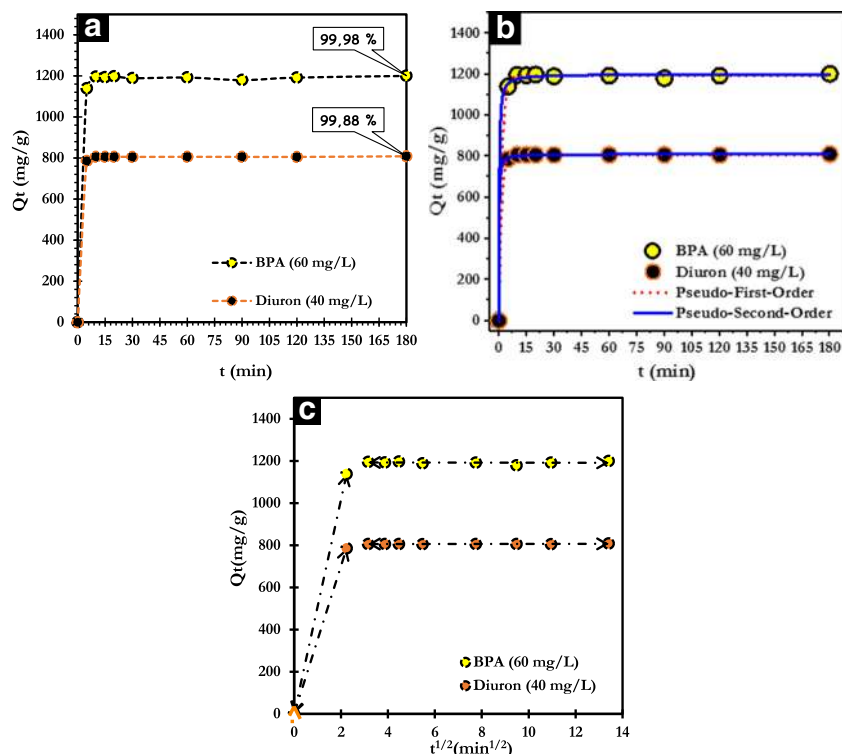 a
1400
1200
1000
800
600
400
200
0
Qt (mg/g)
99,98 %
99,88 %
BPA (60 mg/L)
Diuron (40 mg/L)
0 15 30 45 60 75 90 105 120 135 150 165 180
t (min)
b
1400
1200
1000
800
600
400
200
0
Qt (mg/g)
BPA (60 mg/L)
Diuron (40 mg/L)
Pseudo-First-Order
Pseudo-Second-Order
0 15 30 45 60 75 90 105 120 135 150 165 180
t (min)
c
1400
1200
1000
800
600
400
200
0
Qt(mg/g)
BPA (60 mg/L)
Diuron (40 mg/L)
0 2 4 6 8 10 12 14
t^1/2(min^1/2)